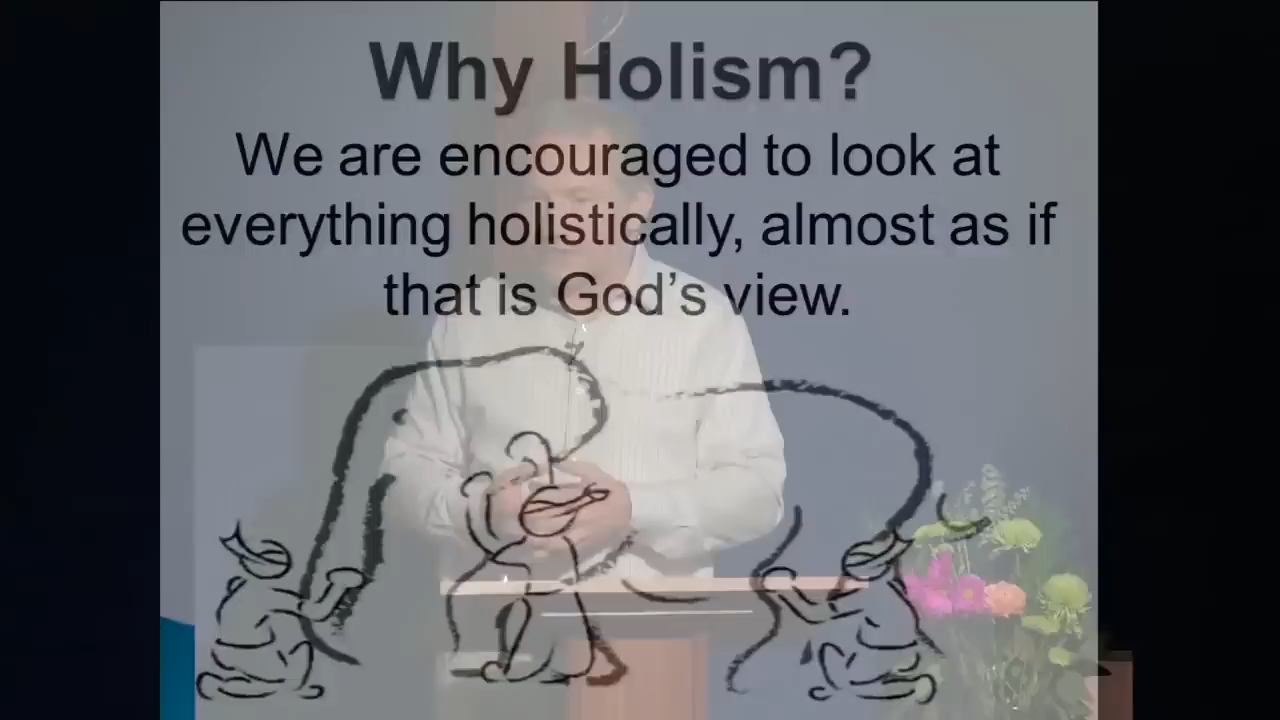 Why Holism?
We are encouraged to look at
everything holistically, almost as if
that is God’s view.